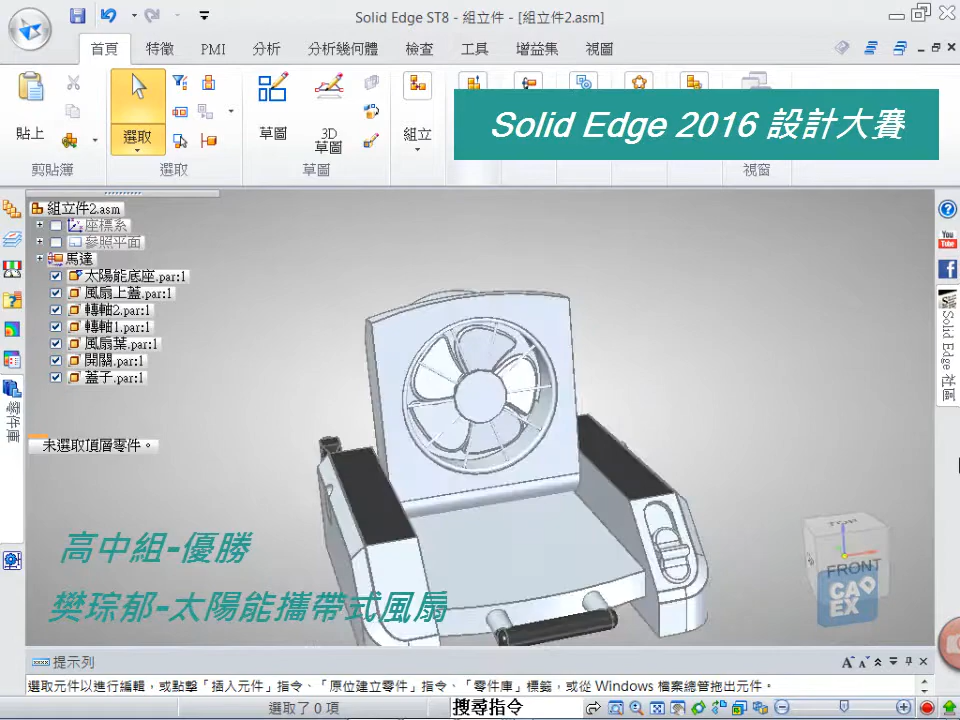 Solid Edge ST8 - 組立件 - [組立件2.asm]
首頁 特徵 PMI 分析 分析幾何體 檢查 工具 增益集 視圖
Solid Edge 2016 設計大賽
貼上 選取 草圖 3D 草圖 組立
剪貼簿 選取 草圖 視窗
組立件2.asm
座標系
參照平面
馬達
太陽能底座.par:1
風扇上蓋.par:1
轉軸2.par:1
轉軸1.par:1
風扇葉.par:1
開關.par:1
蓋子.par:1
零件庫
未選取頂層零件。
You
Tube
Solid Edge 社區
TOP
FRONT
CAD
EX
高中組-優勝
樊琮郁-太陽能攜帶式風扇
提示列
選取元件以進行編輯，或點擊「插入元件」指令、「原位建立零件」指令、「零件庫」標籤，或從 Windows 檔案總管拖出元件。
選取了 0 項 搜尋指令